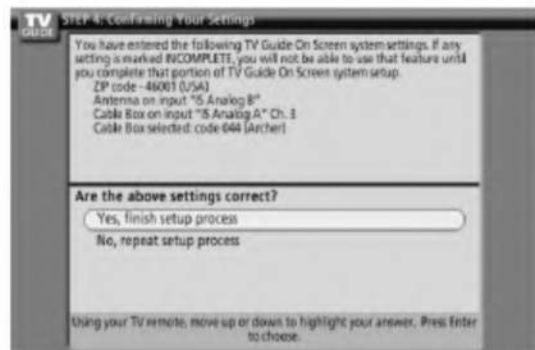 TV
GUIDE
STEP 4: Confirming Your Settings
You have entered the following TV Guide On Screen system settings. If any
setting is marked INCOMPLETE, you will not be able to use that feature until
you complete that portion of TV Guide On Screen system setup.
ZIP code - 46001 (USA)
Antenna on input "i5 Analog B"
Cable Box on input "i5 Analog A" Ch. 3
Cable Box selected: code 044 (Archer)
Are the above settings correct?
Yes, finish setup process
No, repeat setup process
Using your TV remote, move up or down to highlight your answer. Press Enter
to choose.